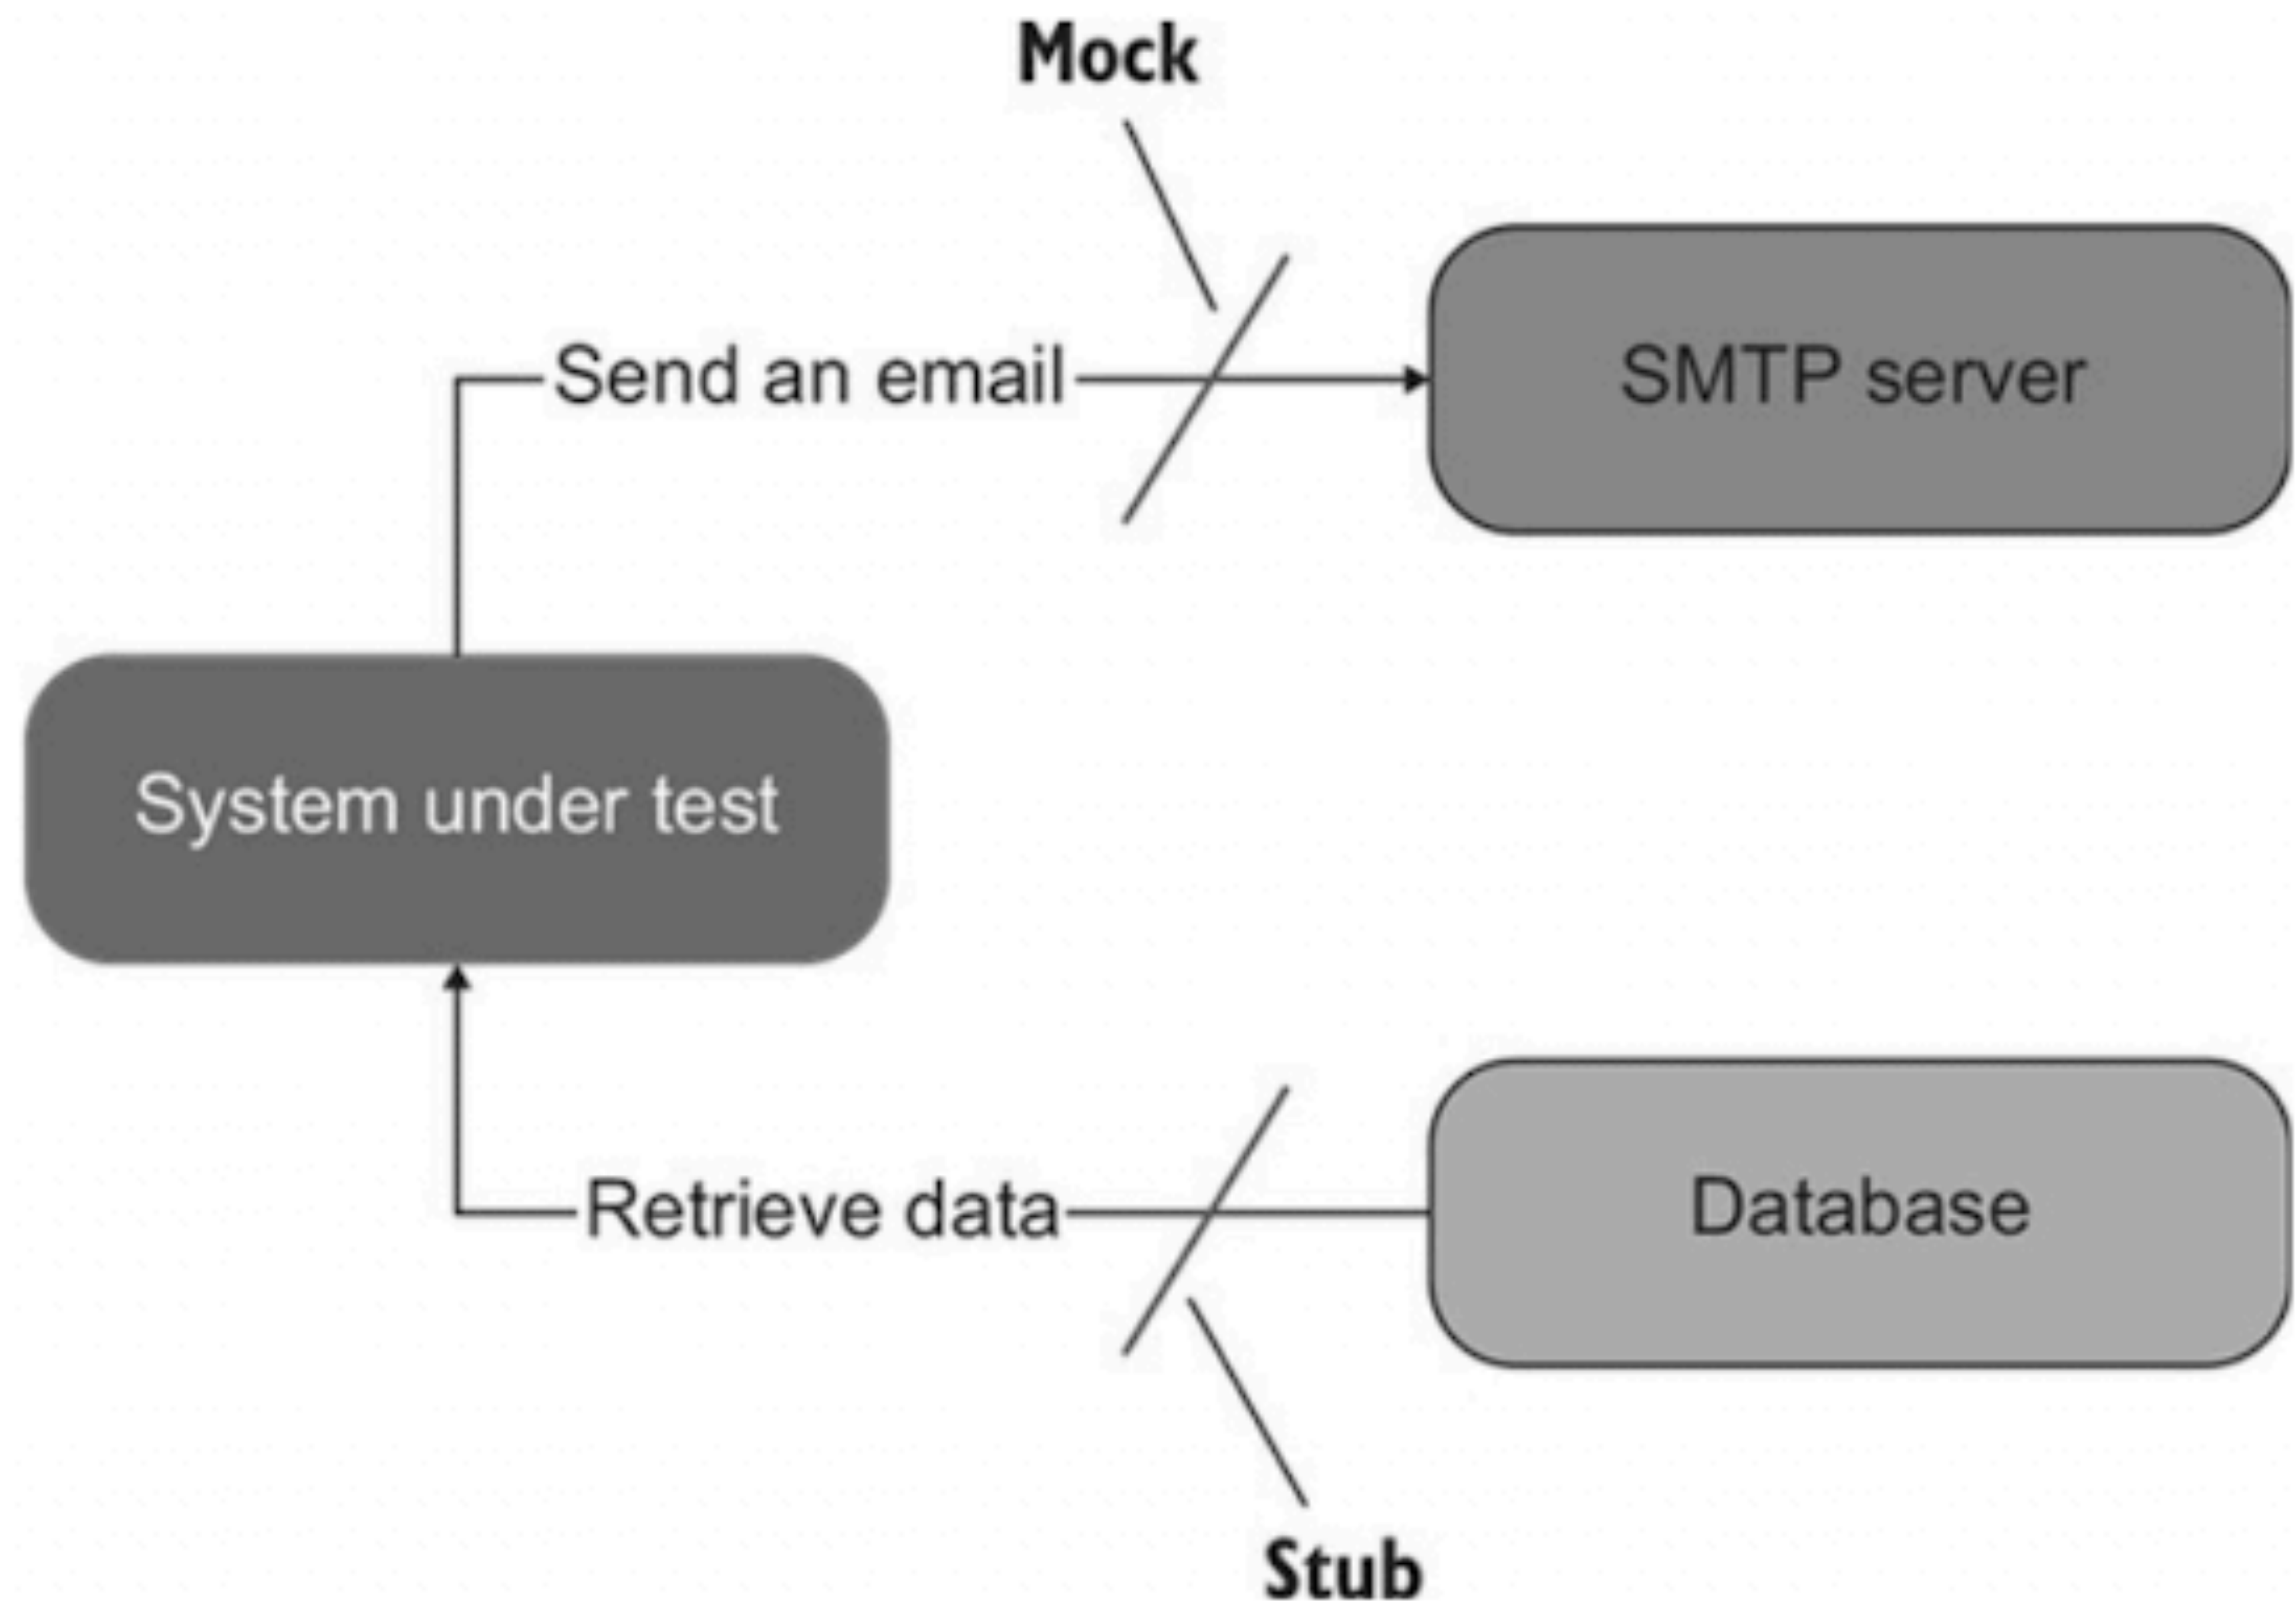 Mock
Send an email
SMTP server
System under test
Retrieve data
Database
Stub